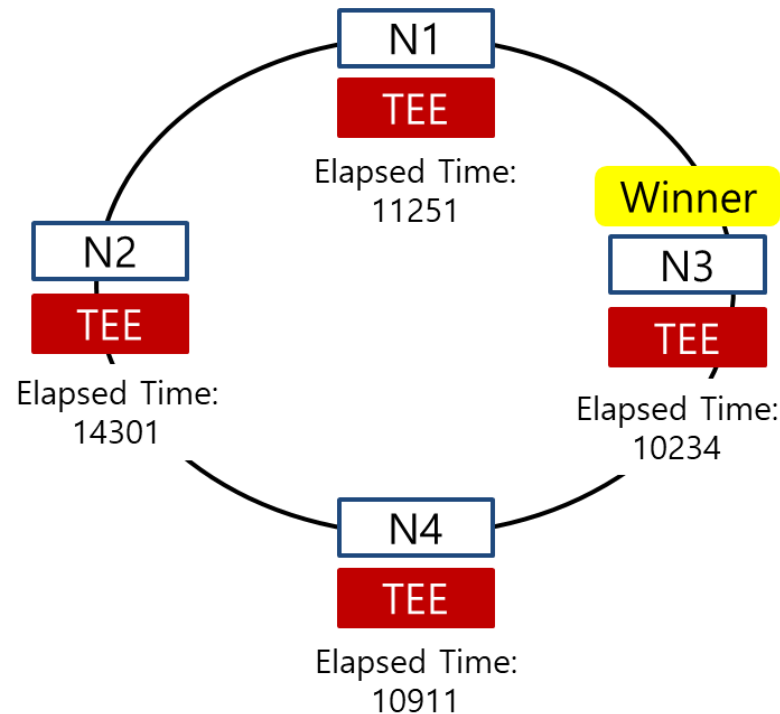 N1
TEE
Elapsed Time:
11251
Winner
N3
TEE
Elapsed Time:
10234
N2
TEE
Elapsed Time:
14301
N4
TEE
Elapsed Time:
10911